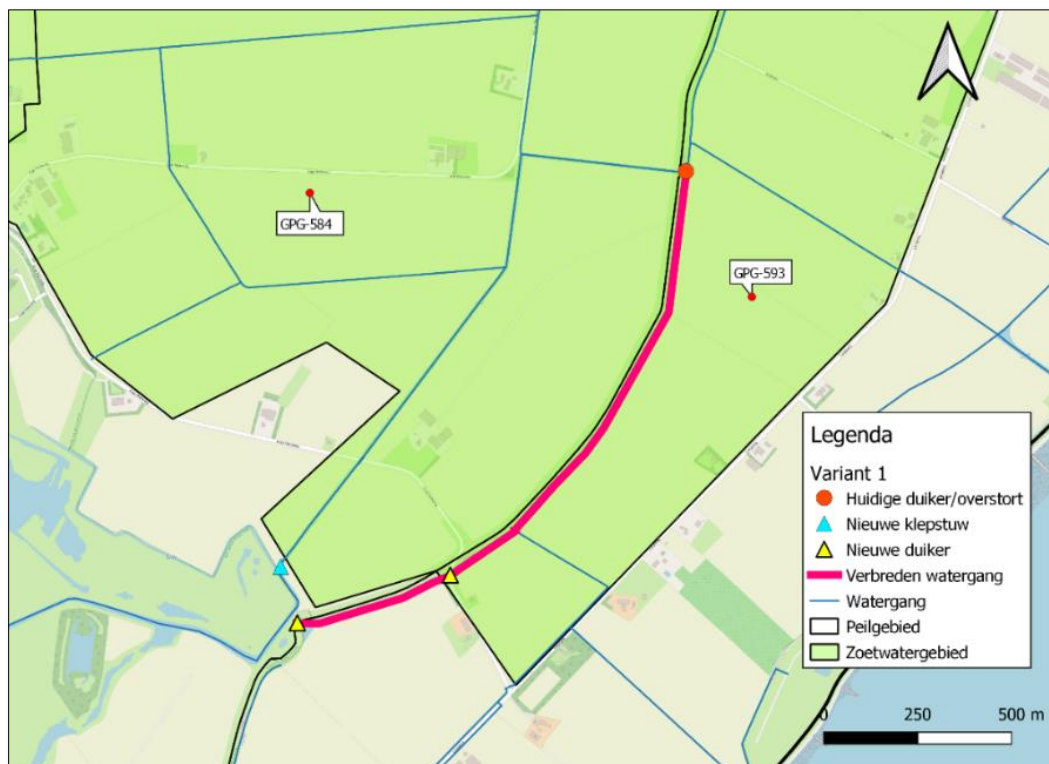 GPG-584
GPG-593
Legenda
Variant 1
Huidige duiker/overstort
Nieuwe klepstuw
Nieuwe duiker
Verbreden watergang
Watergang
Peilgebied
Zoetwatergebied
0 250 500 m